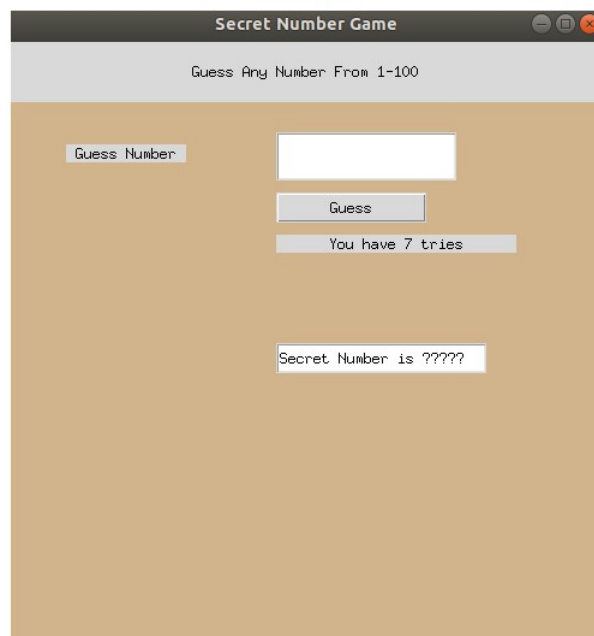 Secret Number Game
Guess Any Number From 1-100
Guess Number
Guess
You have 7 tries
Secret Number is ?????